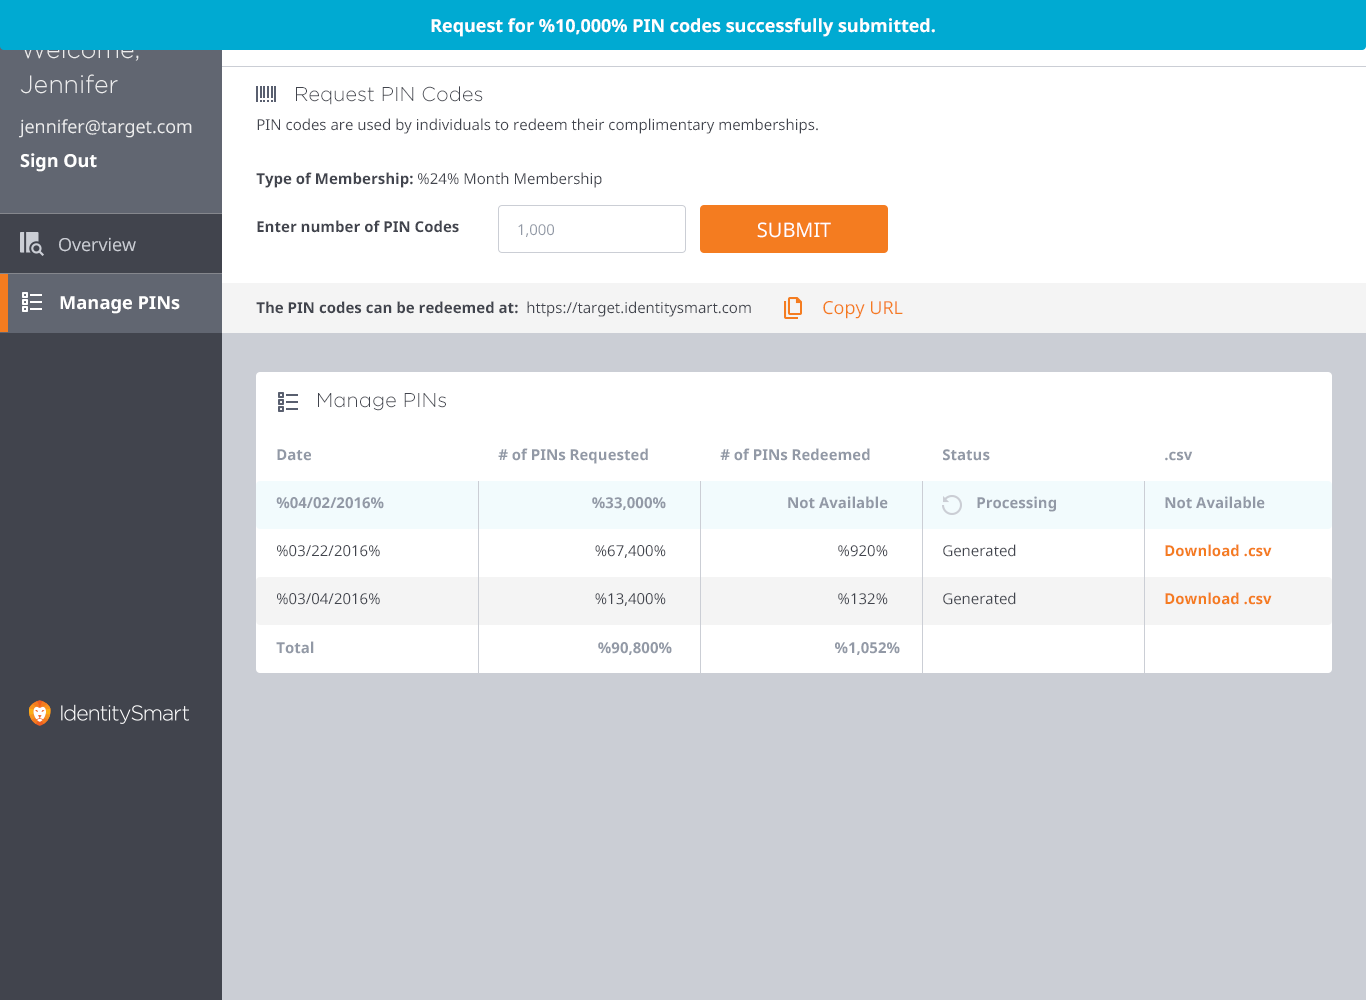 Request for %10,000% PIN codes successfully submitted.
Welcome,
Jennifer
jennifer@target.com
Sign Out
Overview
Manage PINs
IdentitySmart
Request PIN Codes
PIN codes are used by individuals to redeem their complimentary memberships.
Type of Membership: %24% Month Membership
Enter number of PIN Codes 1,000 SUBMIT
The PIN codes can be redeemed at: https://target.identitysmart.com Copy URL
Manage PINs
Date # of PINs Requested # of PINs Redeemed Status .csv
%04/02/2016% %33,000% Not Available Processing Not Available
%03/22/2016% %67,400% %920% Generated Download .csv
%03/04/2016% %13,400% %132% Generated Download .csv
Total %90,800% %1,052%